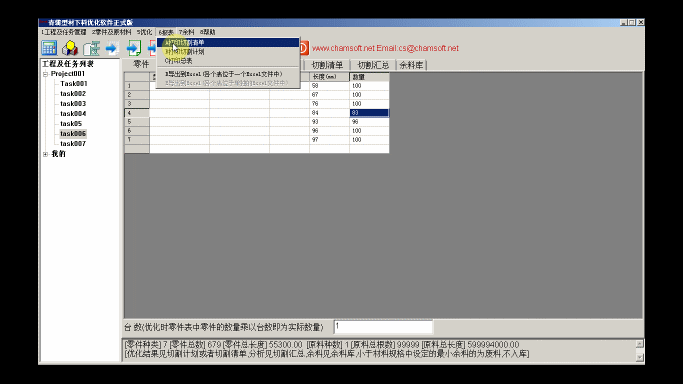 青瑞型材下料优化软件正式版
1工程及任务管理 2零件及原材料 5优化 6报表 7余料 8帮助
A打印切割清单
B打印切割计划
C打印总表
D导出到Excel(各个表位于一个Excel文件中)
E导出到Excel(各个表位于单独的Excel文件中)
www.chamsoft.net Email:cs@chamsoft.net
工程及任务列表
Project001
Task001
task002
task003
task004
task05
task006
task007
我的
零件 切割清单 切割汇总 余料库
长度(mm) 数量
1 58 100
2 67 100
3 76 100
4 84 83
5 93 96
6 96 100
7 97 100
台 数(优化时零件表中零件的数量乘以台数即为实际数量) 1
[零件种类] 7 [零件总数] 679 [零件总长度] 55300.00 [原料种数] 1 [原料总根数] 99999 [原料总长度] 599994000.00
[优化结果见切割计划或者切割清单,分析见切割汇总,余料见余料库,小于材料规格中设定的最小余料的为废料,不入库]